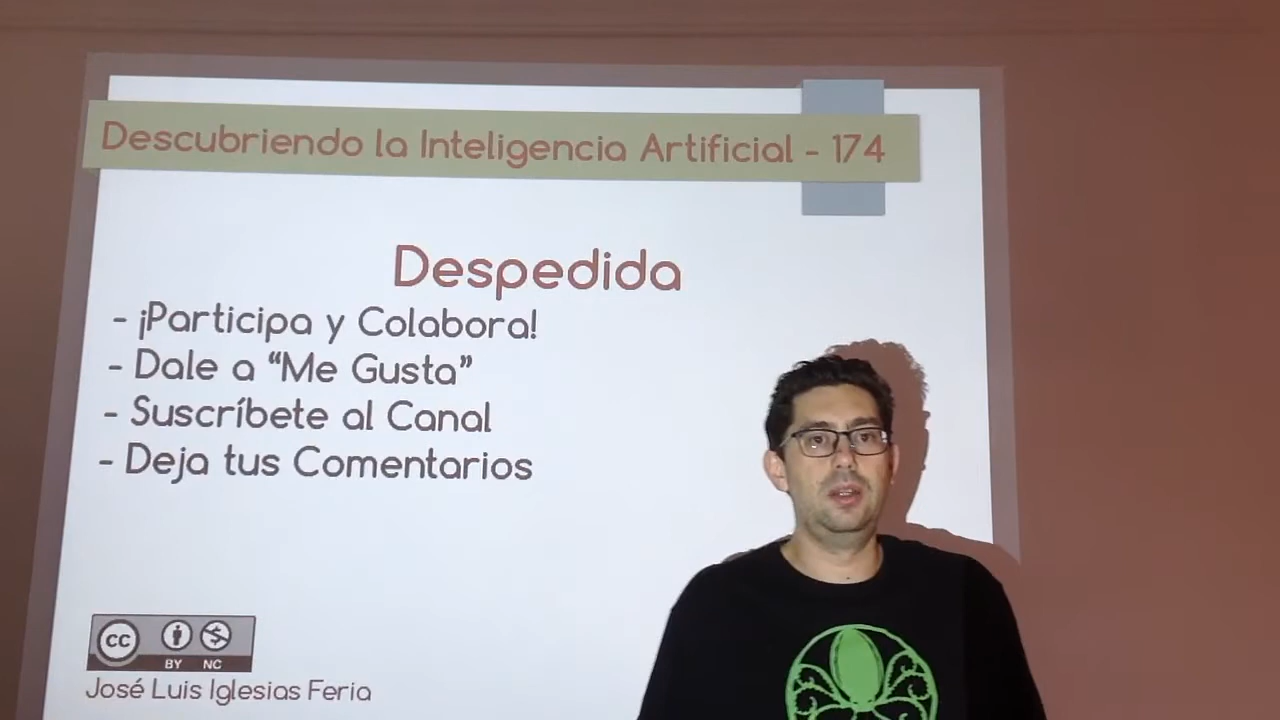 Descubriendo la Inteligencia Artificial - 174
Despedida
- ¡Participa y Colabora!
- Dale a “Me Gusta”
- Suscríbete al Canal
- Deja tus Comentarios
cc
BY NC
José Luis Iglesias Feria